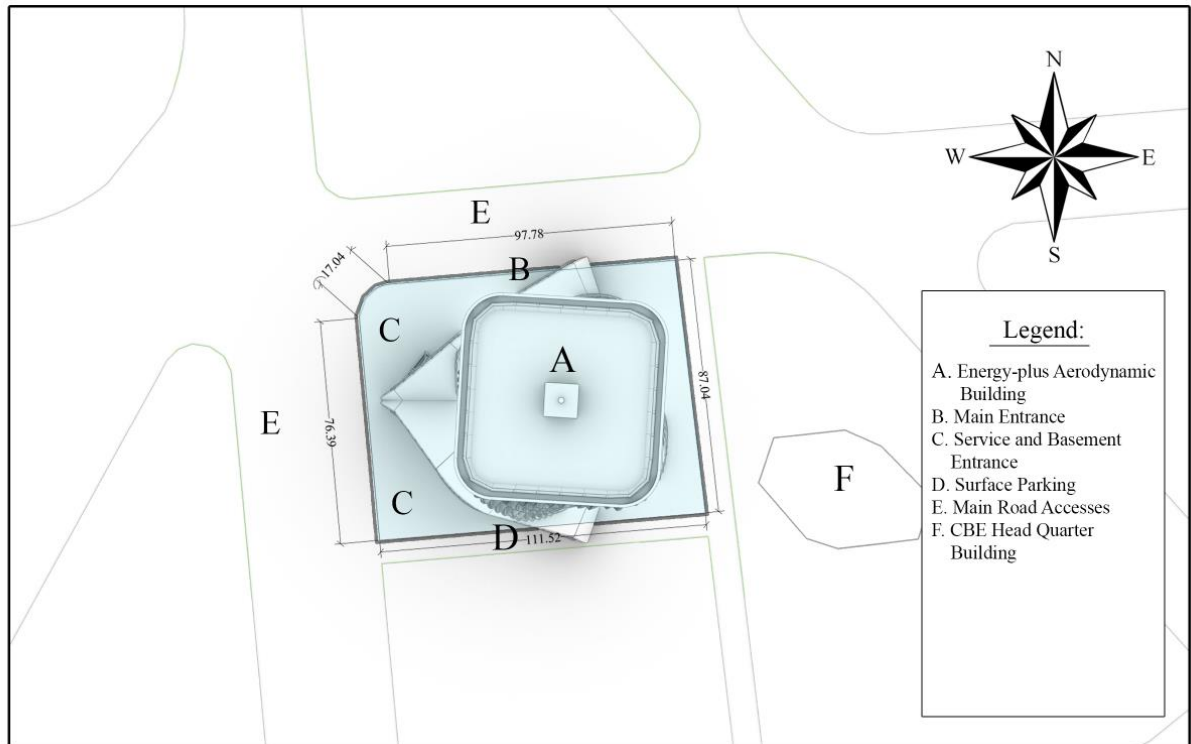 N
W
E
S
E
97.78
17.04
B
C
A
87.04
E
76.39
F
C
D
111.52
Legend:
A. Energy-plus Aerodynamic
Building
B. Main Entrance
C. Service and Basement
Entrance
D. Surface Parking
E. Main Road Accesses
F. CBE Head Quarter
Building